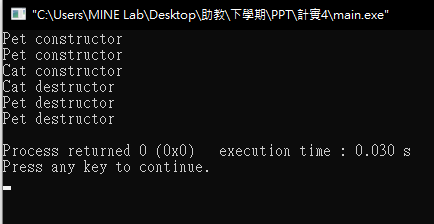 "C:\Users\MINE Lab\Desktop\助教\下學期\PPT\計實4\main.exe"
Pet constructor
Pet constructor
Cat constructor
Cat destructor
Pet destructor
Pet destructor
Process returned 0 (0x0)   execution time : 0.030 s
Press any key to continue.